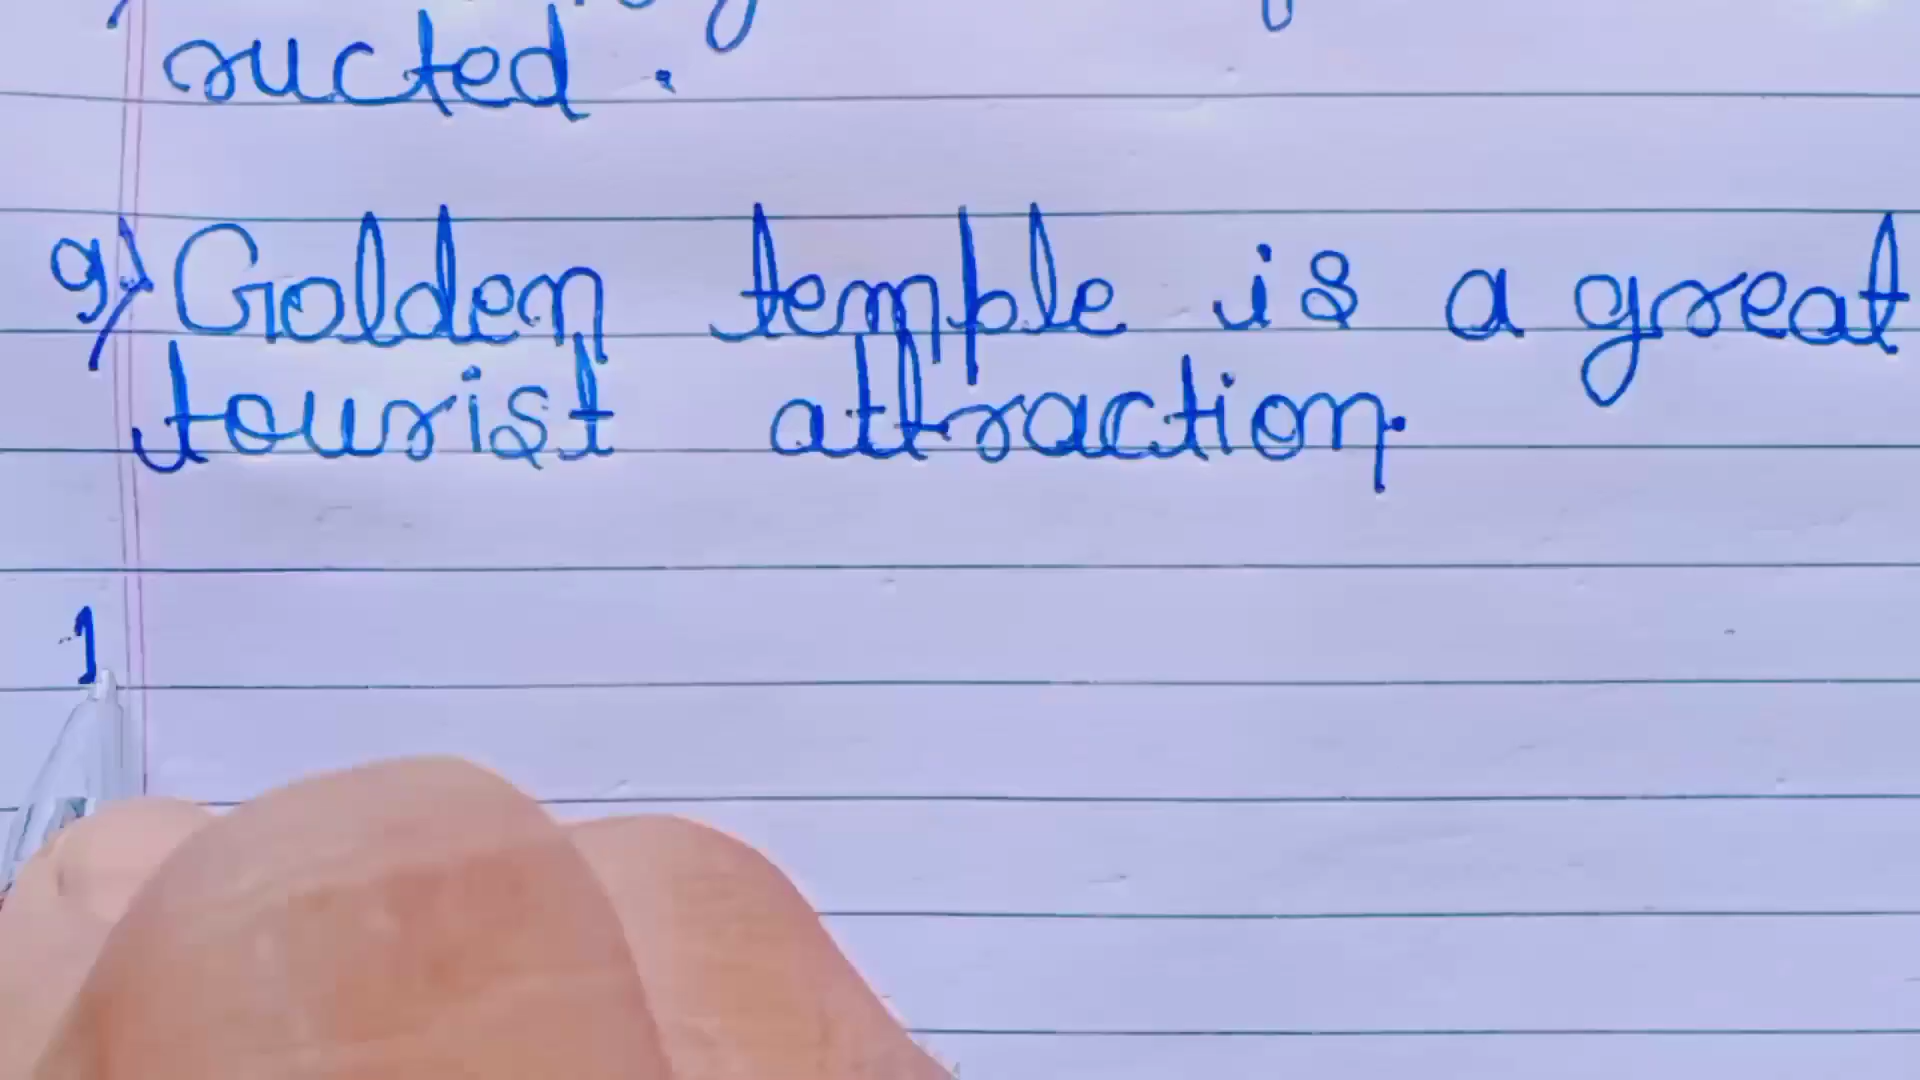 ructed.
9) Golden temple is a great
tourist attraction.
1